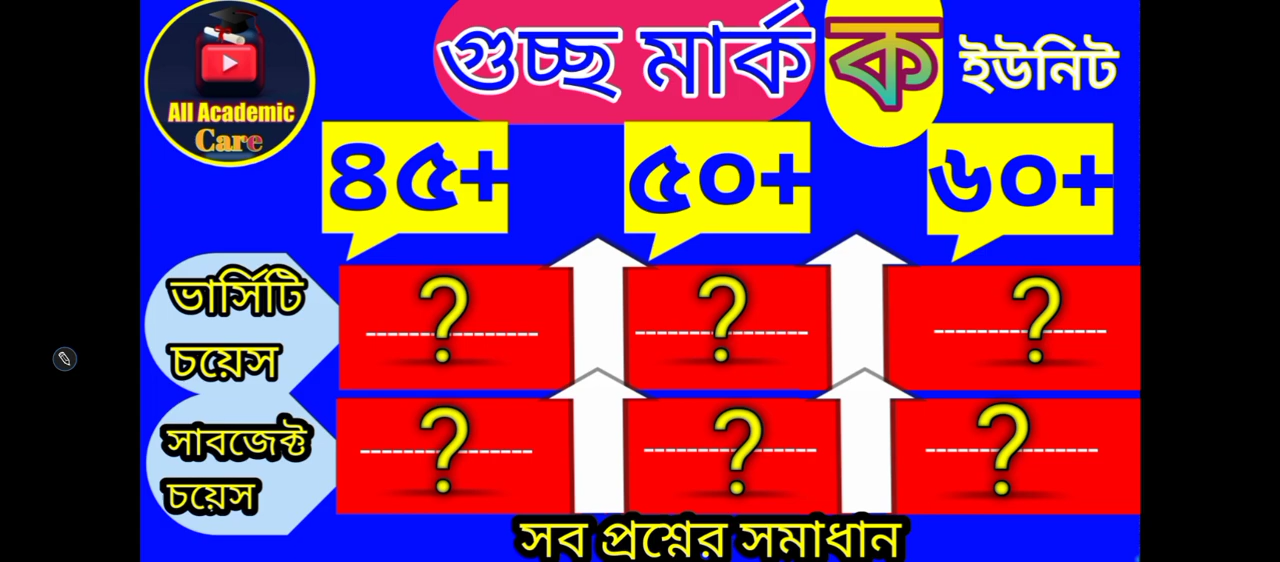 গুচ্ছ মার্ক ক ইউনিট
All Academic
Care
৪৫+ ৫০+ ৬০+
ভার্সিটি
চয়েস
? ? ?
সাবজেক্ট
চয়েস
? ? ?
সব প্রশ্নের সমাধান